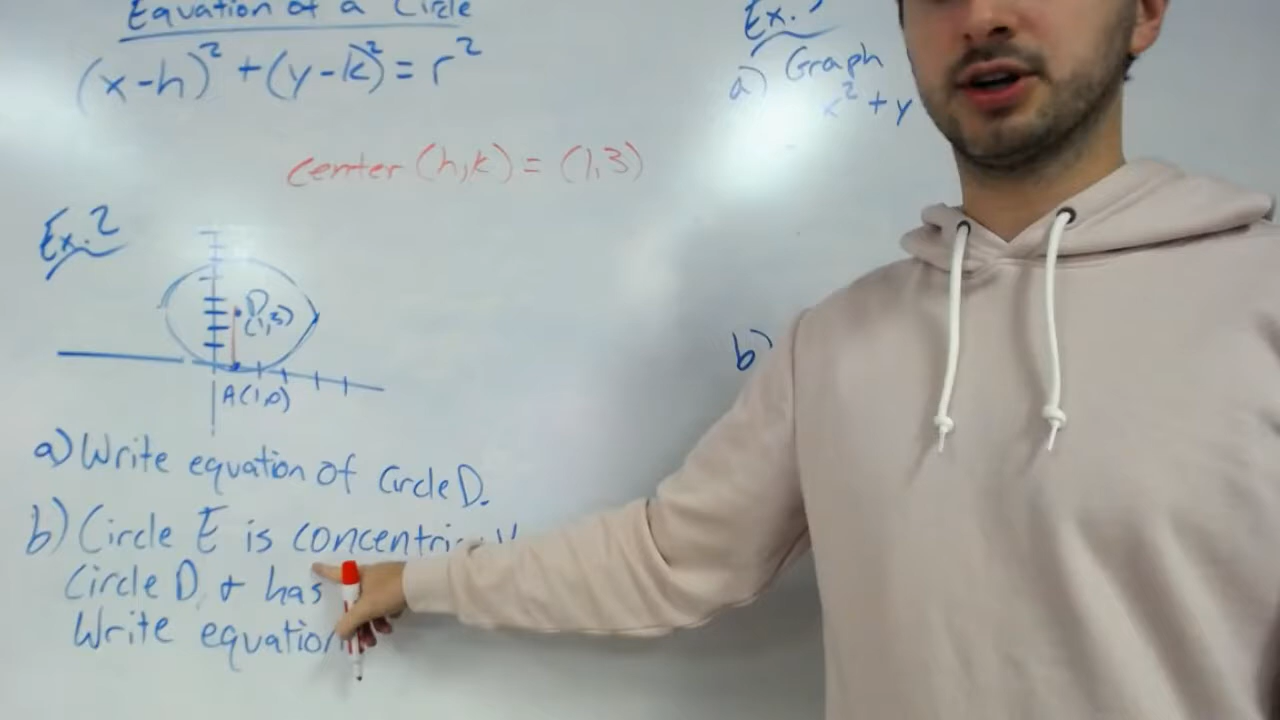 Equation of a Circle
(x-h)² + (y-k)² = r²
center (h,k) = (1,3)
Ex. 2
D
(1,3)
A(1,0)
a) Write equation of Circle D.
b) Circle E is
Circle D & has
Write equation
Ex.
a) Graph
x² + y
b)